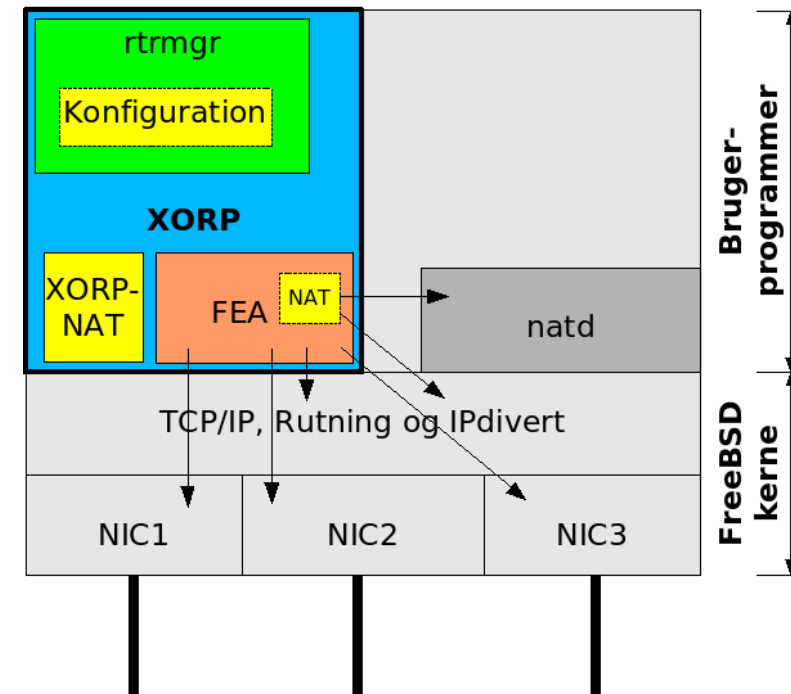 rtrmgr
Konfiguration
XORP
XORP-
NAT
FEA
NAT
natd
TCP/IP, Rutning og IPdivert
NIC1
NIC2
NIC3
Bruger-
programmer
FreeBSD
kerne